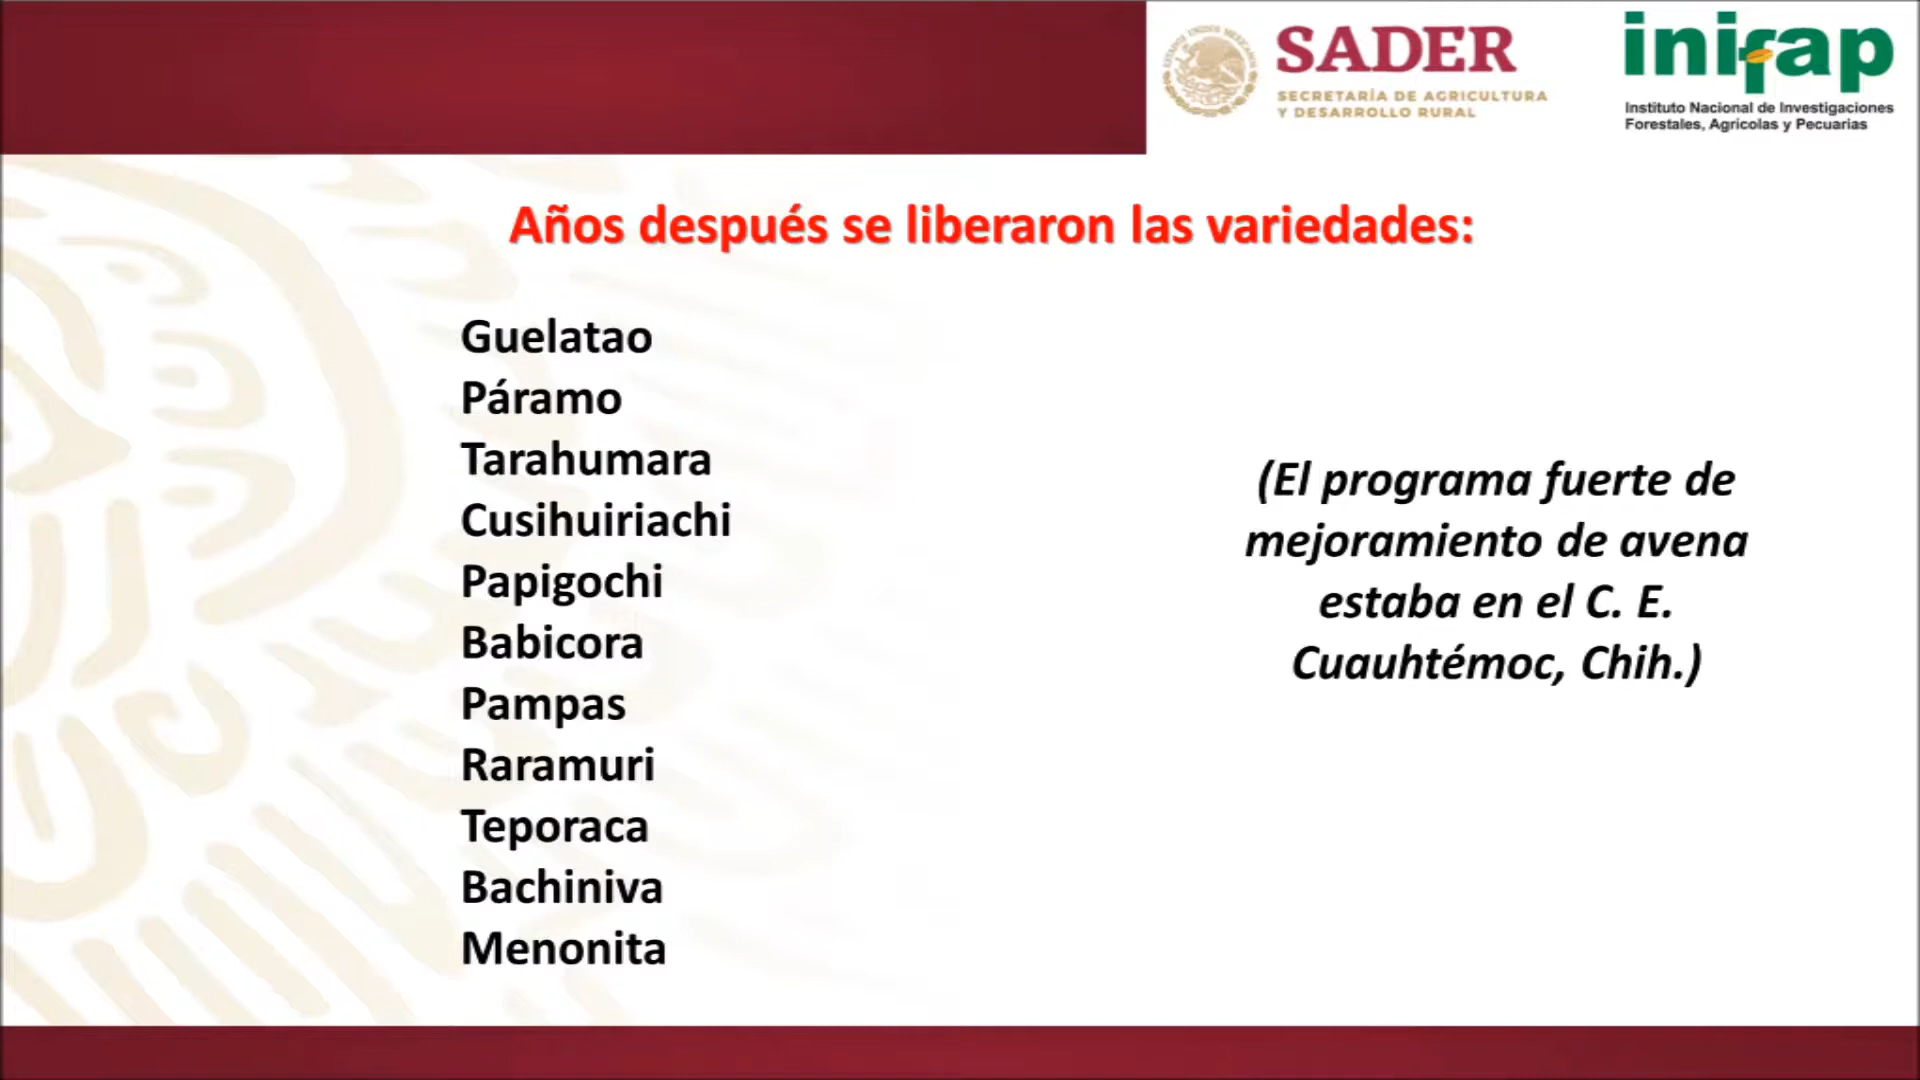 SADER
SECRETARÍA DE AGRICULTURA
Y DESARROLLO RURAL
inifap
Instituto Nacional de Investigaciones
Forestales, Agrícolas y Pecuarias
Años después se liberaron las variedades:
Guelatao
Páramo
Tarahumara
Cusihuiriachi
Papigochi
Babicora
Pampas
Raramuri
Teporaca
Bachiniva
Menonita
(El programa fuerte de
mejoramiento de avena
estaba en el C. E.
Cuauhtémoc, Chih.)